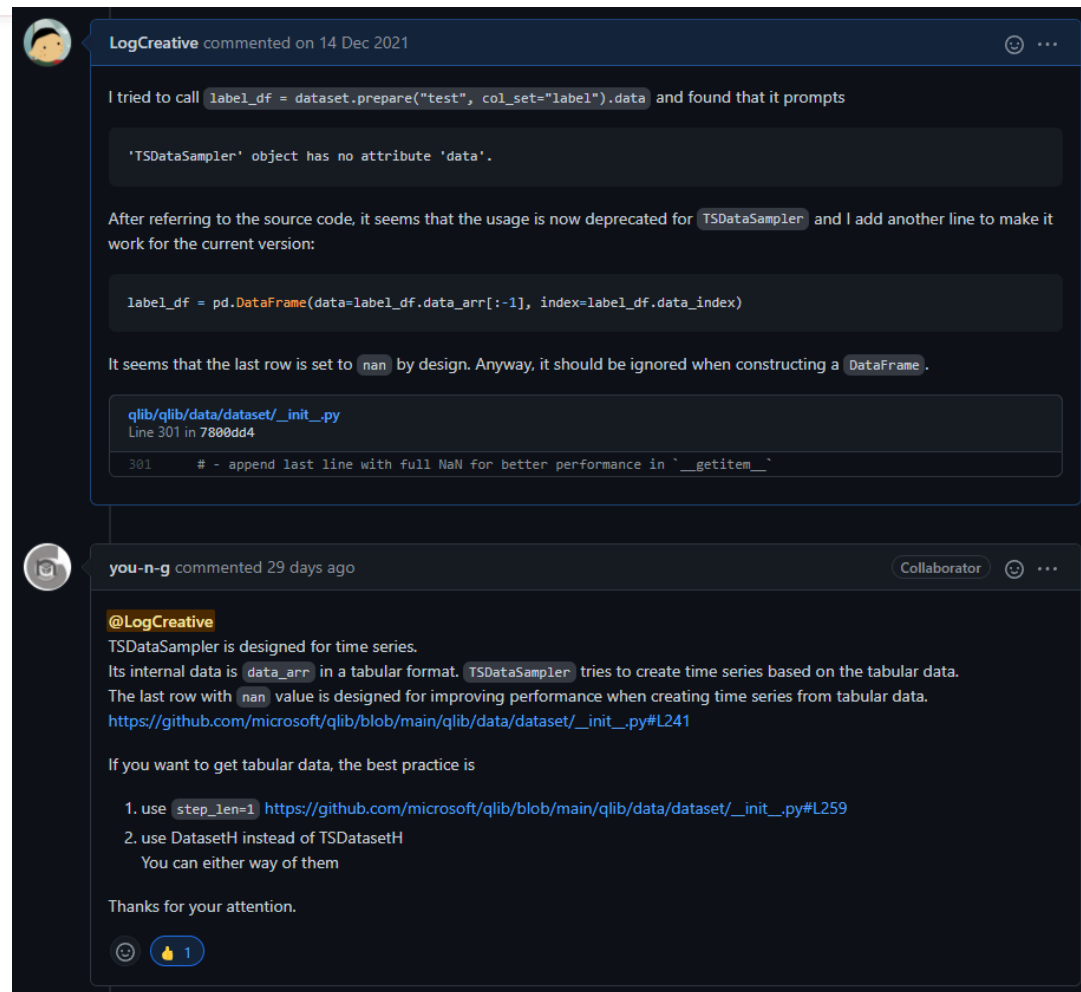 LogCreative commented on 14 Dec 2021
I tried to call label_df = dataset.prepare("test", col_set="label").data and found that it prompts
'TSDataSampler' object has no attribute 'data'.
After referring to the source code, it seems that the usage is now deprecated for TSDataSampler and I add another line to make it
work for the current version:
label_df = pd.DataFrame(data=label_df.data_arr[:-1], index=label_df.data_index)
It seems that the last row is set to nan by design. Anyway, it should be ignored when constructing a DataFrame.
qlib/qlib/data/dataset/__init__.py
Line 301 in 7800dd4
301 # - append last line with full NaN for better performance in `__getitem__`
you-n-g commented 29 days ago Collaborator
@LogCreative
TSDataSampler is designed for time series.
Its internal data is data_arr in a tabular format. TSDataSampler tries to create time series based on the tabular data.
The last row with nan value is designed for improving performance when creating time series from tabular data.
https://github.com/microsoft/qlib/blob/main/qlib/data/dataset/__init__.py#L241
If you want to get tabular data, the best practice is
1. use step_len=1 https://github.com/microsoft/qlib/blob/main/qlib/data/dataset/__init__.py#L259
2. use DatasetH instead of TSDatasetH
You can either way of them
Thanks for your attention.
👍 1